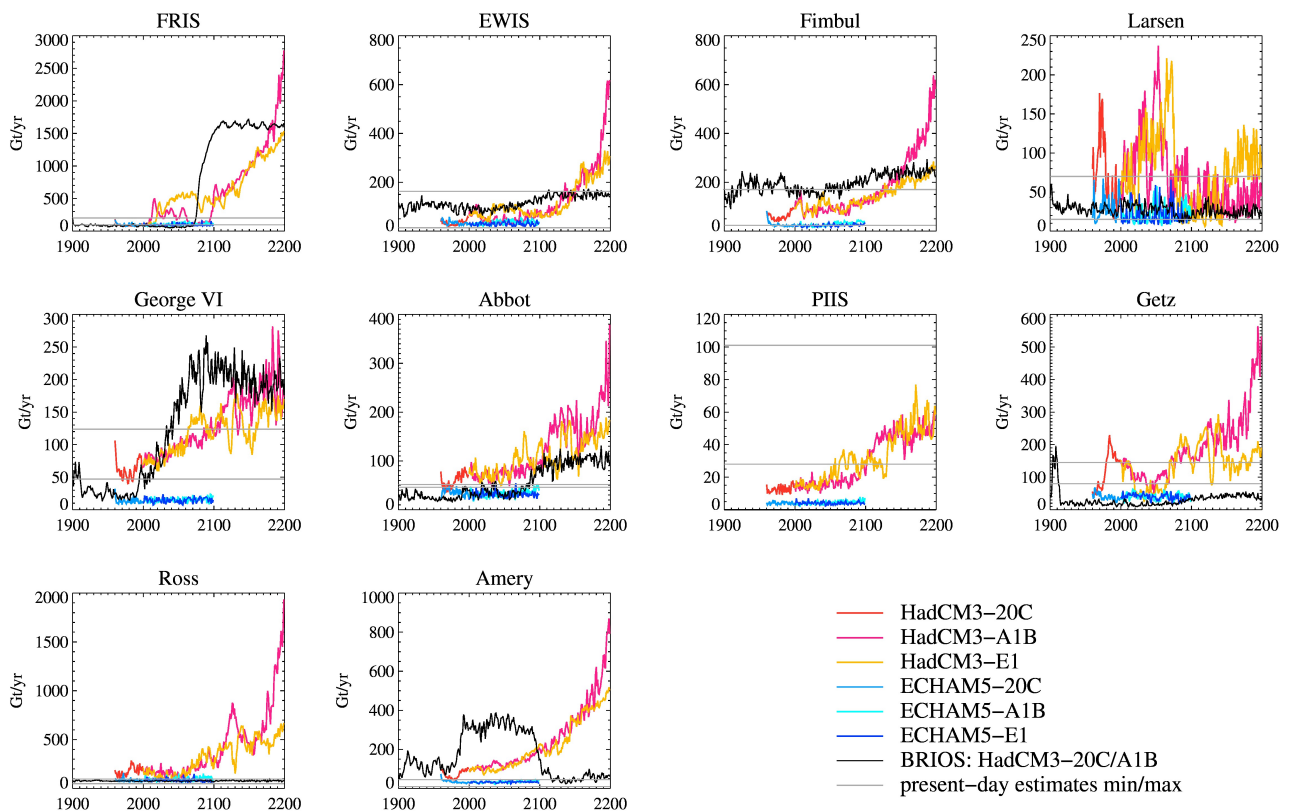 FRIS EWIS Fimbul Larsen
3000 800 800 250
2500 200
2000 600 600
150
1500 400 400
100
1000
200 200 50
500
0 0 0 0
Gt/yr Gt/yr Gt/yr Gt/yr
1900 2000 2100 2200 1900 2000 2100 2200 1900 2000 2100 2200 1900 2000 2100 2200
George VI Abbot PIIS Getz
300 400 120 600
250 100 500
300
200 80 400
150 200 60 300
100 40 200
100
50 20 100
0 0 0 0
Gt/yr Gt/yr Gt/yr Gt/yr
1900 2000 2100 2200 1900 2000 2100 2200 1900 2000 2100 2200 1900 2000 2100 2200
Ross Amery
2000 1000
800
1500
600
1000
400
500
200
0 0
Gt/yr Gt/yr
1900 2000 2100 2200 1900 2000 2100 2200
HadCM3−20C
HadCM3−A1B
HadCM3−E1
ECHAM5−20C
ECHAM5−A1B
ECHAM5−E1
BRIOS: HadCM3−20C/A1B
present−day estimates min/max